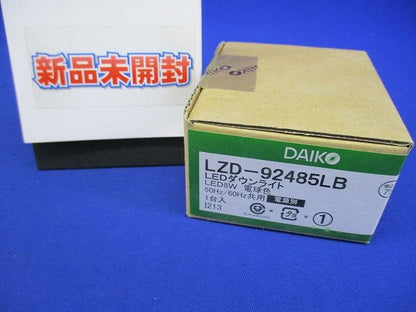 新品未開封
DAIKO
LZD-92485LB
LEDダウンライト
LED8W 電球色
50Hz/60Hz共用 電源別
1台入
I213
1